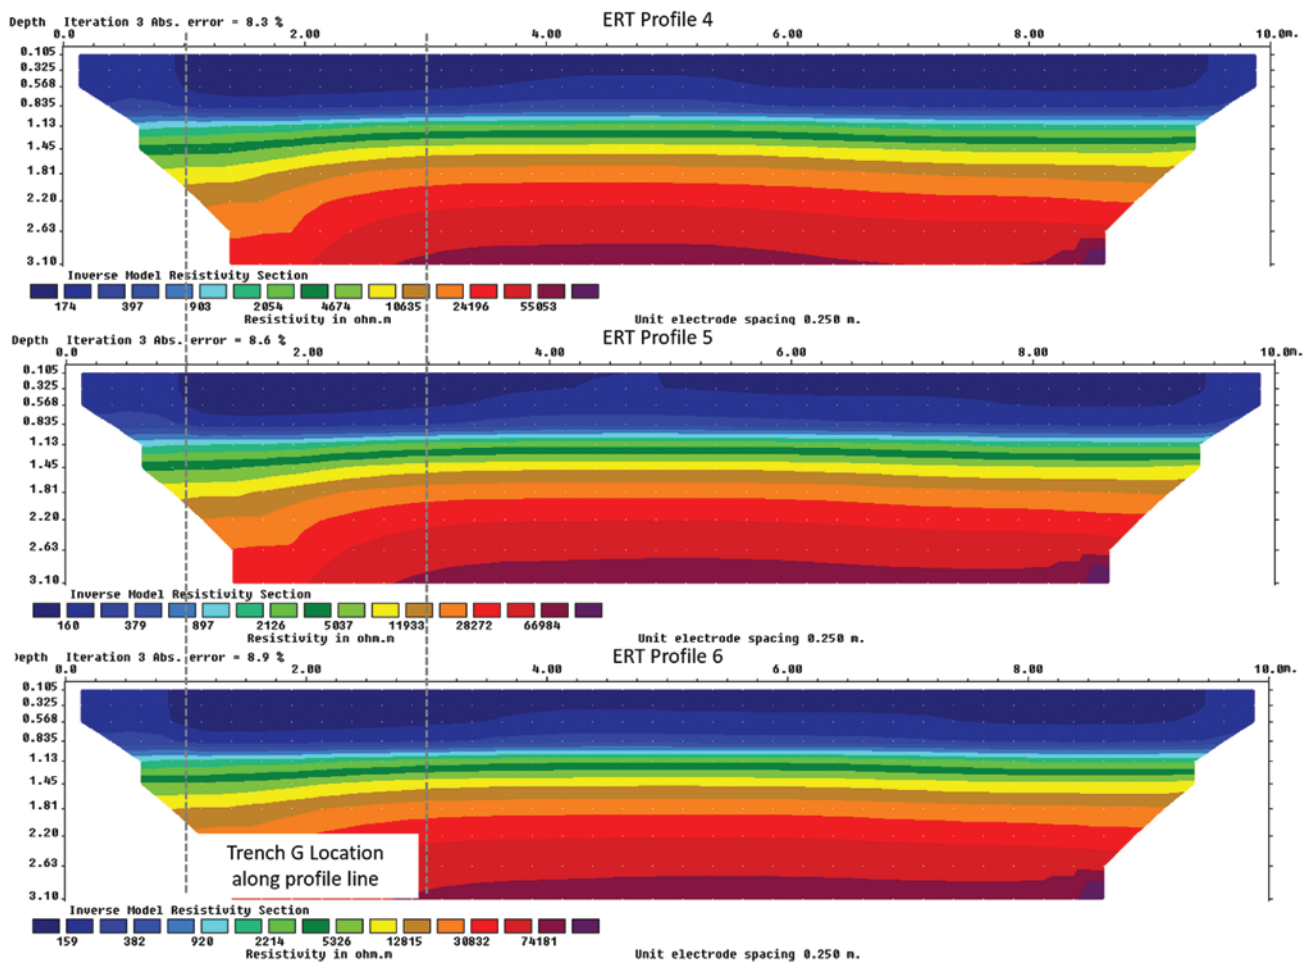 ERT Profile 4
Depth Iteration 3 Abs. error = 8.3 %
0.0 2.00 4.00 6.00 8.00 10.0 m.
0.105
0.325
0.568
0.835
1.13
1.45
1.81
2.20
2.63
3.10
Inverse Model Resistivity Section
174 397 903 2054 4674 10635 24196 55053
Resistivity in ohm.m Unit electrode spacing 0.250 m.
ERT Profile 5
Depth Iteration 3 Abs. error = 8.6 %
0.0 2.00 4.00 6.00 8.00 10.0m.
0.105
0.325
0.568
0.835
1.13
1.45
1.81
2.20
2.63
3.10
Inverse Model Resistivity Section
160 379 897 2126 5037 11933 28272 66984
Resistivity in ohm.m Unit electrode spacing 0.250 m.
ERT Profile 6
Depth Iteration 3 Abs. error = 8.9 %
0.0 2.00 4.00 6.00 8.00 10.0m.
0.105
0.325
0.568
0.835
1.13
1.45
1.81
2.20
2.63
3.10
Trench G Location
along profile line
Inverse Model Resistivity Section
159 382 920 2214 5326 12815 30832 74181
Resistivity in ohm.m Unit electrode spacing 0.250 m.